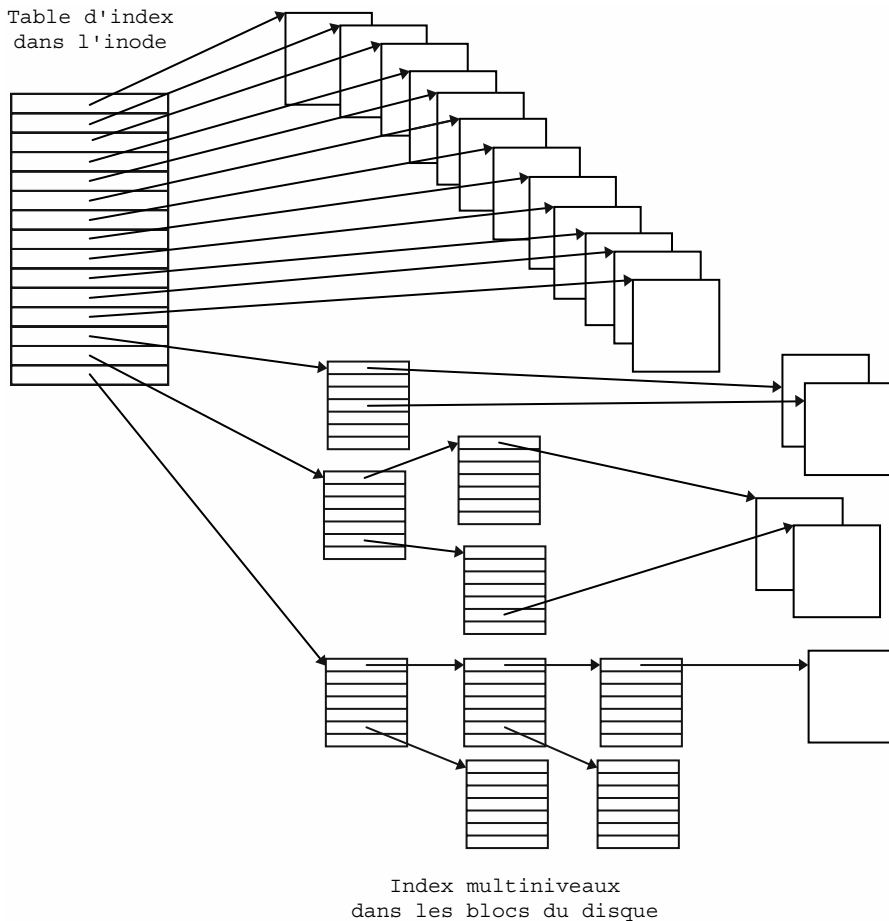 Table d'index
dans l'inode
Index multiniveaux
dans les blocs du disque